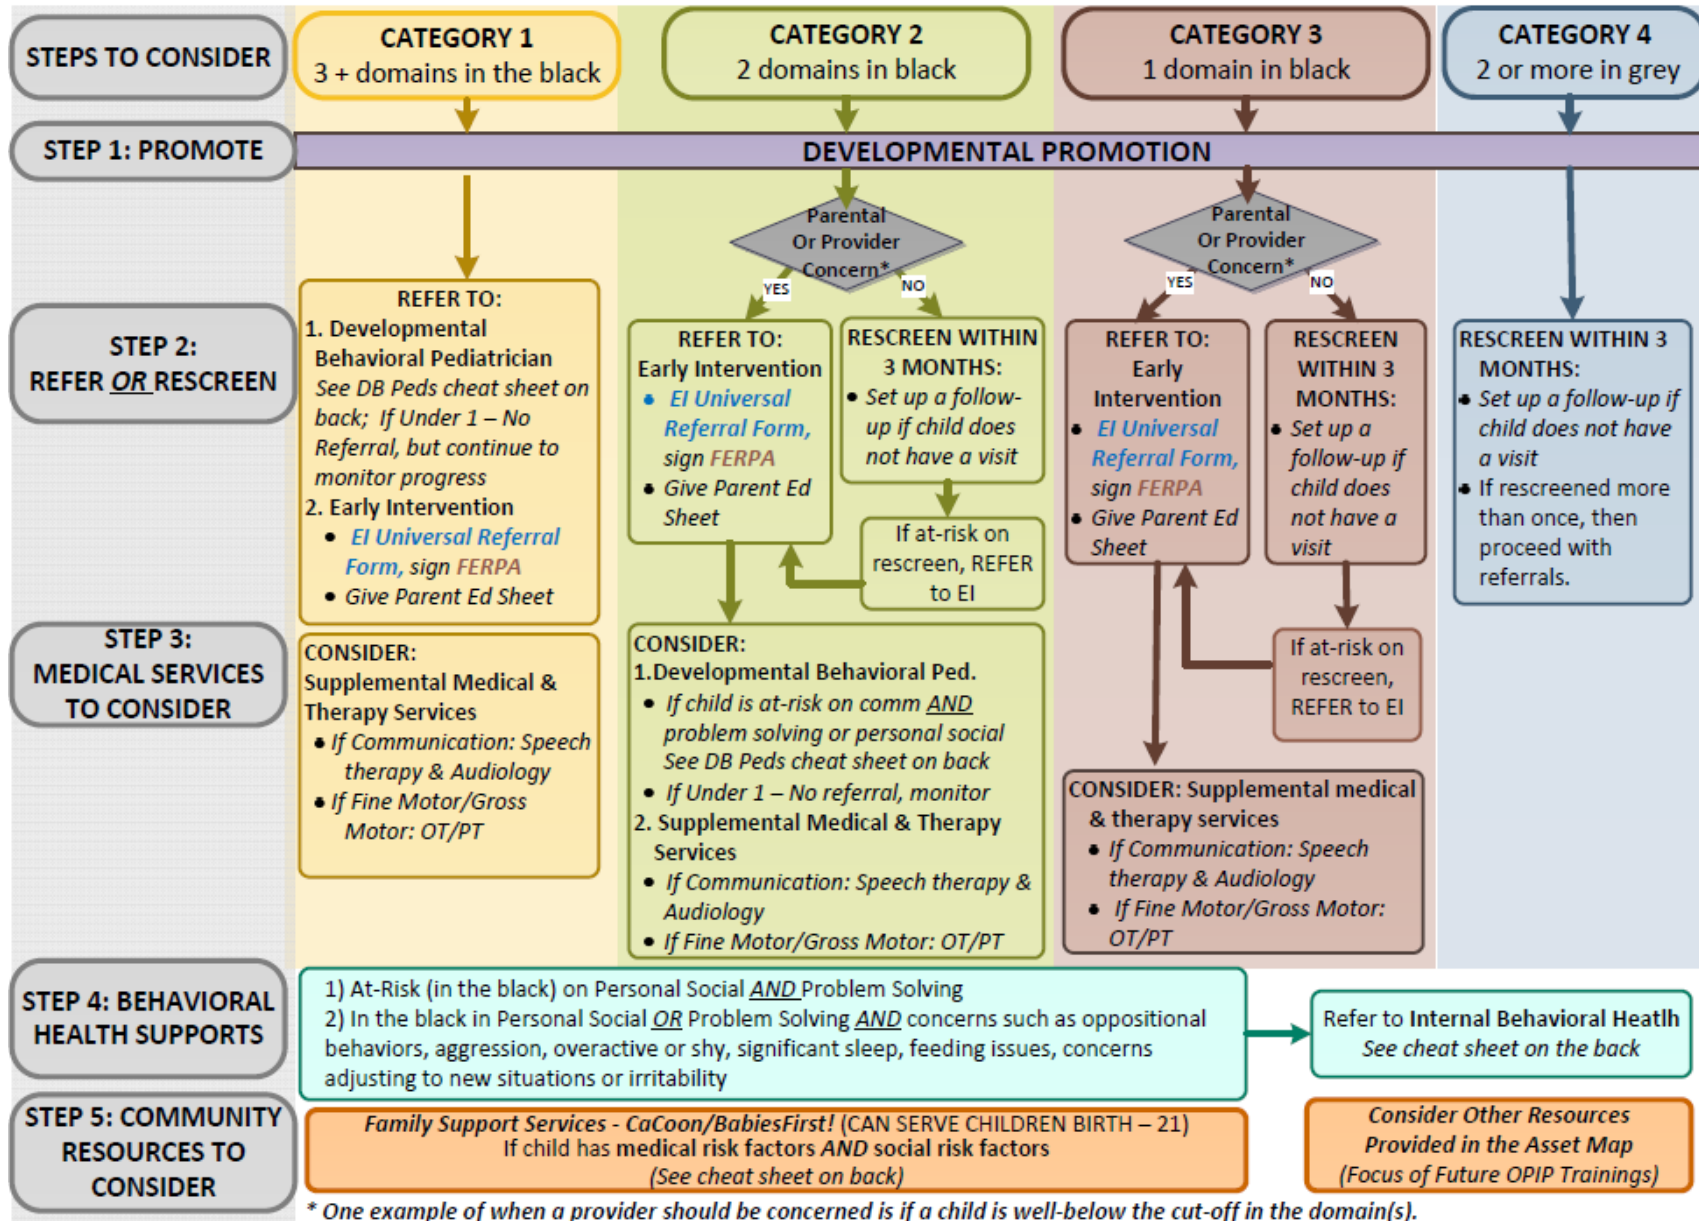 STEPS TO CONSIDER
CATEGORY 1
3 + domains in the black
CATEGORY 2
2 domains in black
CATEGORY 3
1 domain in black
CATEGORY 4
2 or more in grey
STEP 1: PROMOTE
DEVELOPMENTAL PROMOTION
STEP 2:
REFER OR RESCREEN
REFER TO:
1. Developmental
Behavioral Pediatrician
See DB Peds cheat sheet on
back; If Under 1 – No
Referral, but continue to
monitor progress
2. Early Intervention
• EI Universal Referral
Form, sign FERPA
• Give Parent Ed Sheet
Parental
Or Provider
Concern*
YES
NO
REFER TO:
Early Intervention
• EI Universal
Referral Form,
sign FERPA
• Give Parent Ed
Sheet
RESCREEN WITHIN
3 MONTHS:
• Set up a follow-
up if child does
not have a visit
If at-risk on
rescreen, REFER
to EI
Parental
Or Provider
Concern*
YES
NO
REFER TO:
Early
Intervention
• EI Universal
Referral Form,
sign FERPA
• Give Parent Ed
Sheet
RESCREEN
WITHIN 3
MONTHS:
• Set up a
follow-up if
child does
not have a
visit
If at-risk on
rescreen,
REFER to EI
RESCREEN WITHIN 3
MONTHS:
• Set up a follow-up if
child does not have
a visit
• If rescreened more
than once, then
proceed with
referrals.
STEP 3:
MEDICAL SERVICES
TO CONSIDER
CONSIDER:
Supplemental Medical &
Therapy Services
• If Communication: Speech
therapy & Audiology
• If Fine Motor/Gross
Motor: OT/PT
CONSIDER:
1.Developmental Behavioral Ped.
• If child is at-risk on comm AND
problem solving or personal social
See DB Peds cheat sheet on back
• If Under 1 – No referral, monitor
2. Supplemental Medical & Therapy
Services
• If Communication: Speech therapy &
Audiology
• If Fine Motor/Gross Motor: OT/PT
CONSIDER: Supplemental medical
& therapy services
• If Communication: Speech
therapy & Audiology
• If Fine Motor/Gross Motor:
OT/PT
STEP 4: BEHAVIORAL
HEALTH SUPPORTS
1) At-Risk (in the black) on Personal Social AND Problem Solving
2) In the black in Personal Social OR Problem Solving AND concerns such as oppositional
behaviors, aggression, overactive or shy, significant sleep, feeding issues, concerns
adjusting to new situations or irritability
Refer to Internal Behavioral Heatlh
See cheat sheet on the back
STEP 5: COMMUNITY
RESOURCES TO
CONSIDER
Family Support Services - CaCoon/BabiesFirst! (CAN SERVE CHILDREN BIRTH – 21)
If child has medical risk factors AND social risk factors
(See cheat sheet on back)
Consider Other Resources
Provided in the Asset Map
(Focus of Future OPIP Trainings)
* One example of when a provider should be concerned is if a child is well-below the cut-off in the domain(s).